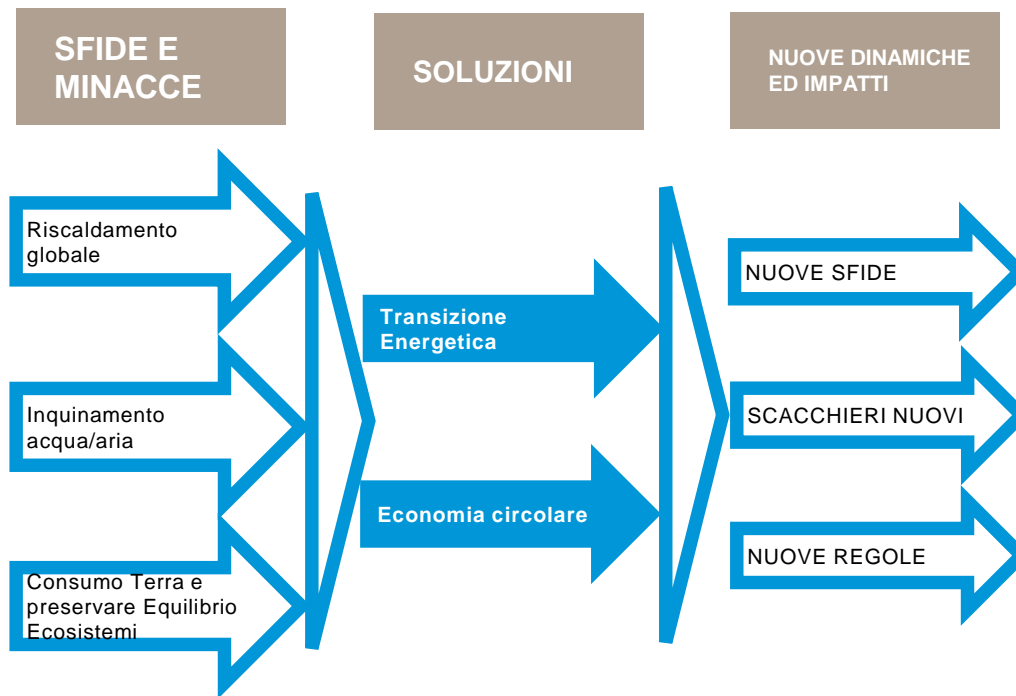 SFIDE E
MINACCE
SOLUZIONI
NUOVE DINAMICHE
ED IMPATTI
Riscaldamento
globale
Inquinamento
acqua/aria
Consumo Terra e
preservare Equilibrio
Ecosistemi
Transizione
Energetica
Economia circolare
NUOVE SFIDE
SCACCHIERI NUOVI
NUOVE REGOLE